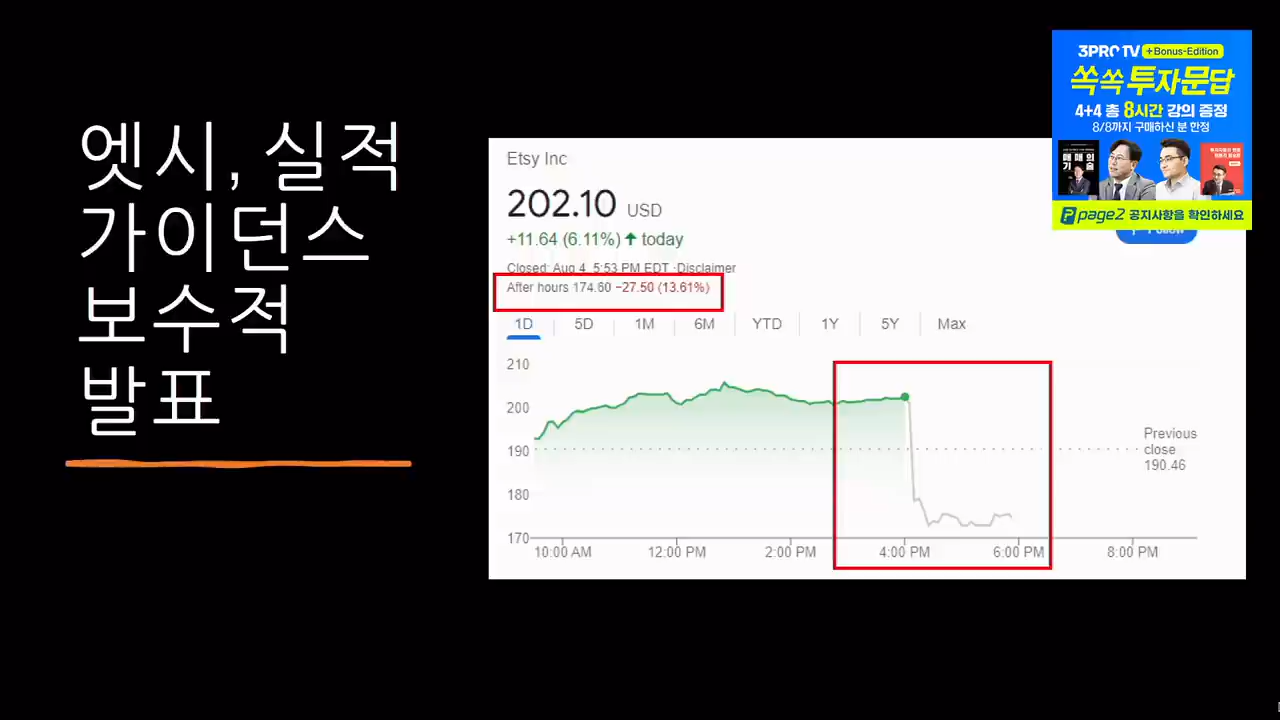 엣시, 실적
가이던스
보수적
발표
3PRO TV +Bonus-Edition
쏙쏙 투자문답
4+4 총 8시간 강의 증정
8/8까지 구매하신 분 한정
매매의
기술
page2 공지사항을 확인하세요
Etsy Inc
202.10 USD
+11.64 (6.11%) ↑ today
Closed: Aug 4, 5:53 PM EDT · Disclaimer
After hours 174.60 −27.50 (13.61%)
1D 5D 1M 6M YTD 1Y 5Y Max
210
200
190
180
170
Previous
close
190.46
10:00 AM 12:00 PM 2:00 PM 4:00 PM 6:00 PM 8:00 PM